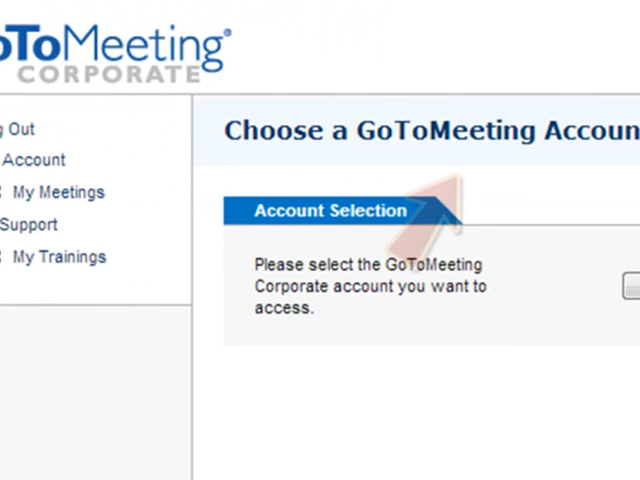 oToMeeting®
CORPORATE
g Out
Account
My Meetings
Support
My Trainings
Choose a GoToMeeting Accoun
Account Selection
Please select the GoToMeeting
Corporate account you want to
access.